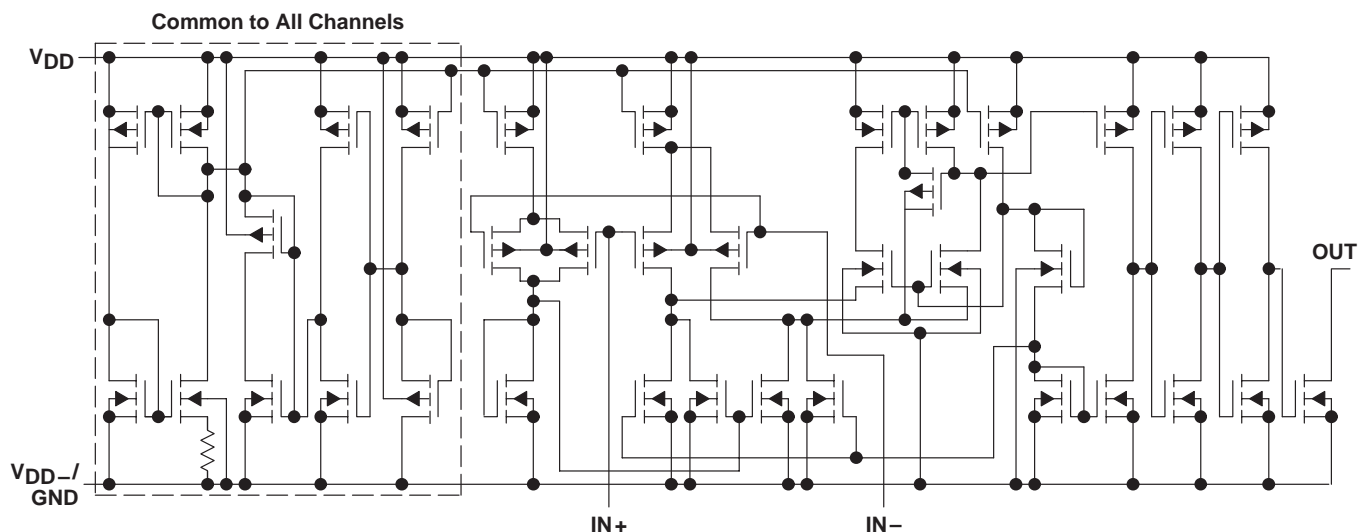 Common to All Channels
VDD
OUT
VDD−/
GND
IN+
IN−